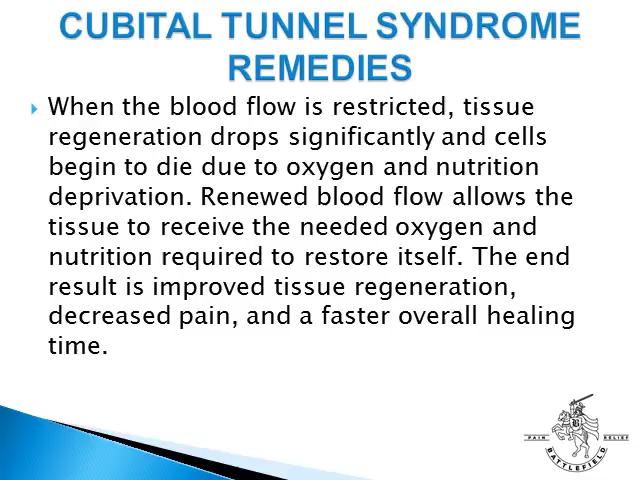 CUBITAL TUNNEL SYNDROME
REMEDIES
When the blood flow is restricted, tissue
regeneration drops significantly and cells
begin to die due to oxygen and nutrition
deprivation. Renewed blood flow allows the
tissue to receive the needed oxygen and
nutrition required to restore itself. The end
result is improved tissue regeneration,
decreased pain, and a faster overall healing
time.
B
PAIN RELIEF
BATTLEFIELD